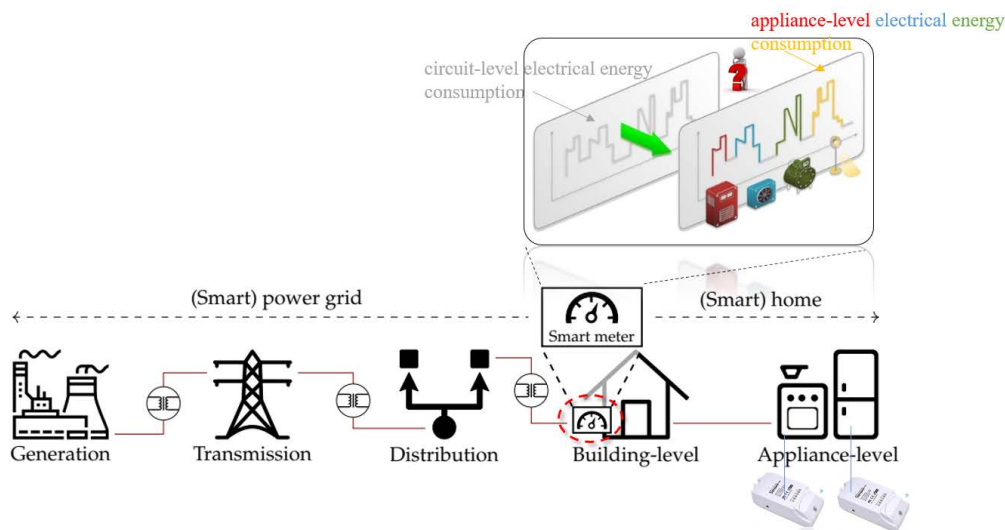 appliance-level electrical energy
consumption
circuit-level electrical energy
consumption
?
(Smart) power grid
(Smart) home
Smart meter
Generation
Transmission
Distribution
Building-level
Appliance-level